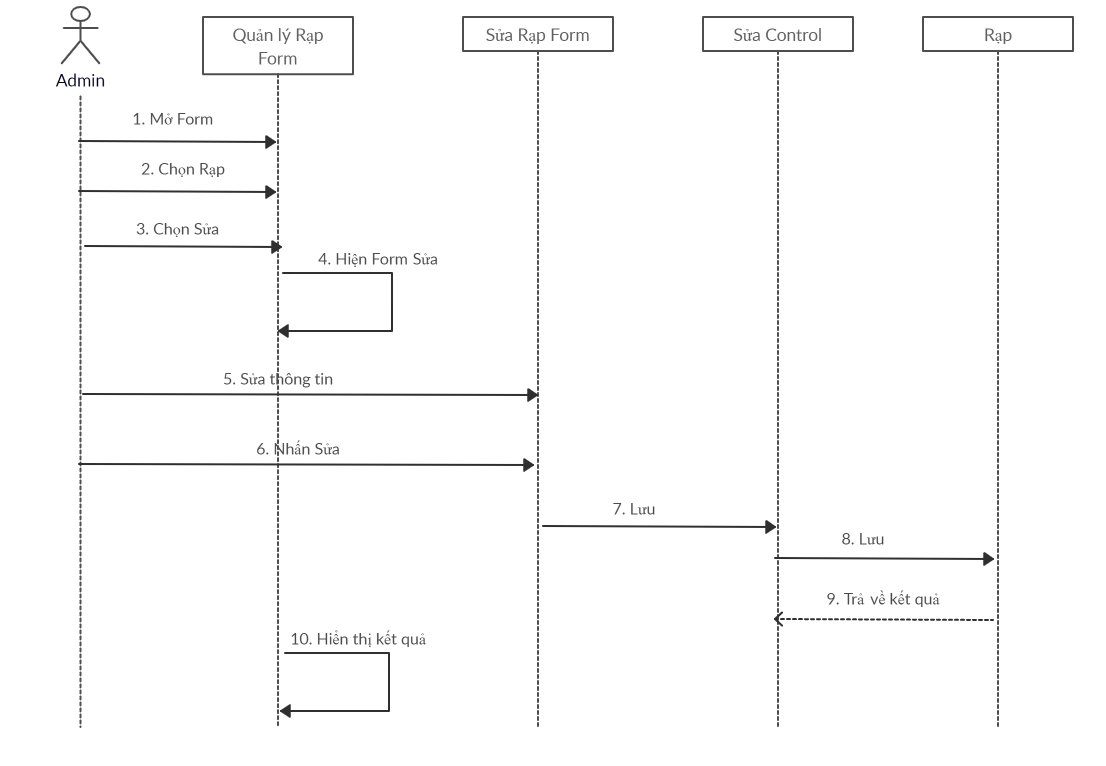 Quản lý Rạp
Form
Sửa Rạp Form
Sửa Control
Rạp
Admin
1. Mở Form
2. Chọn Rạp
3. Chọn Sửa
4. Hiện Form Sửa
5. Sửa thông tin
6. Nhấn Sửa
7. Lưu
8. Lưu
9. Trả về kết quả
10. Hiển thị kết quả